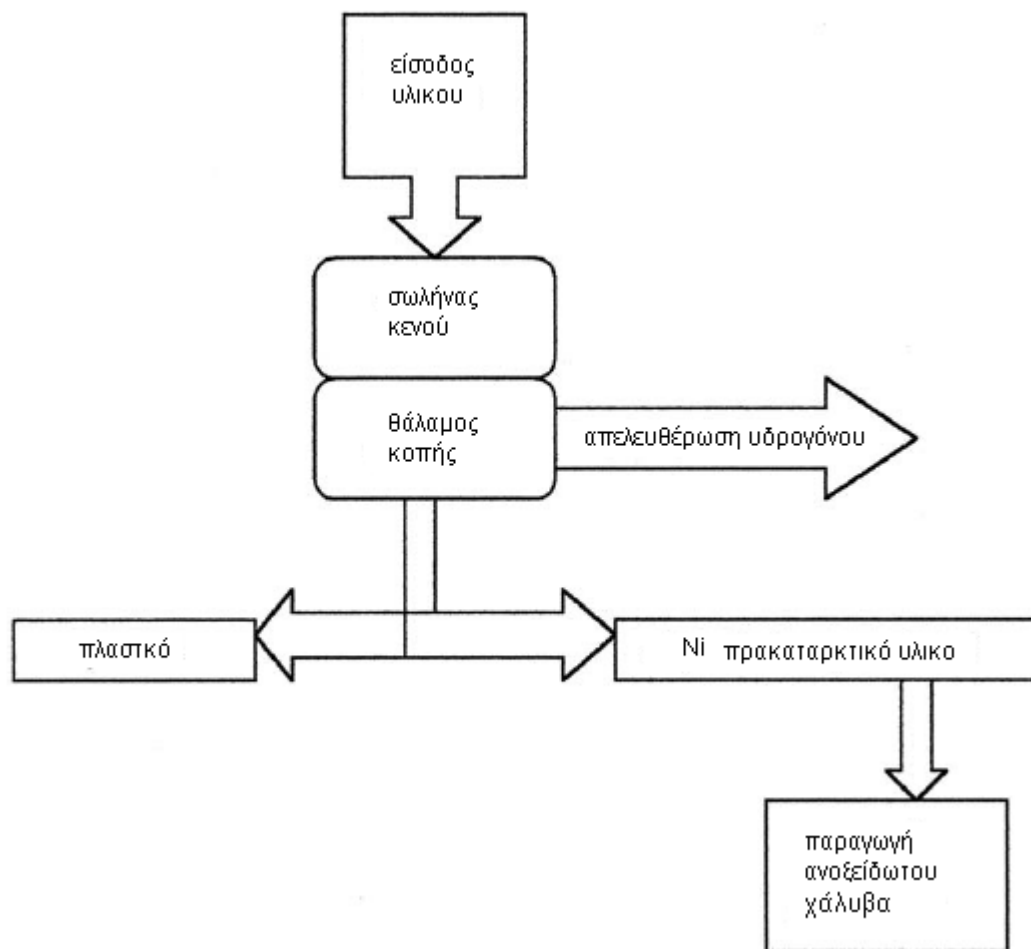 είσοδος
υλικου
σωλήνας
κενού
θάλαμος
κοπής
απελευθέρωση υδρογόνου
πλαστκό
Ni πρακαταρκτικό υλικο
παραγωγή
ανοξείδωτου
χάλυβα